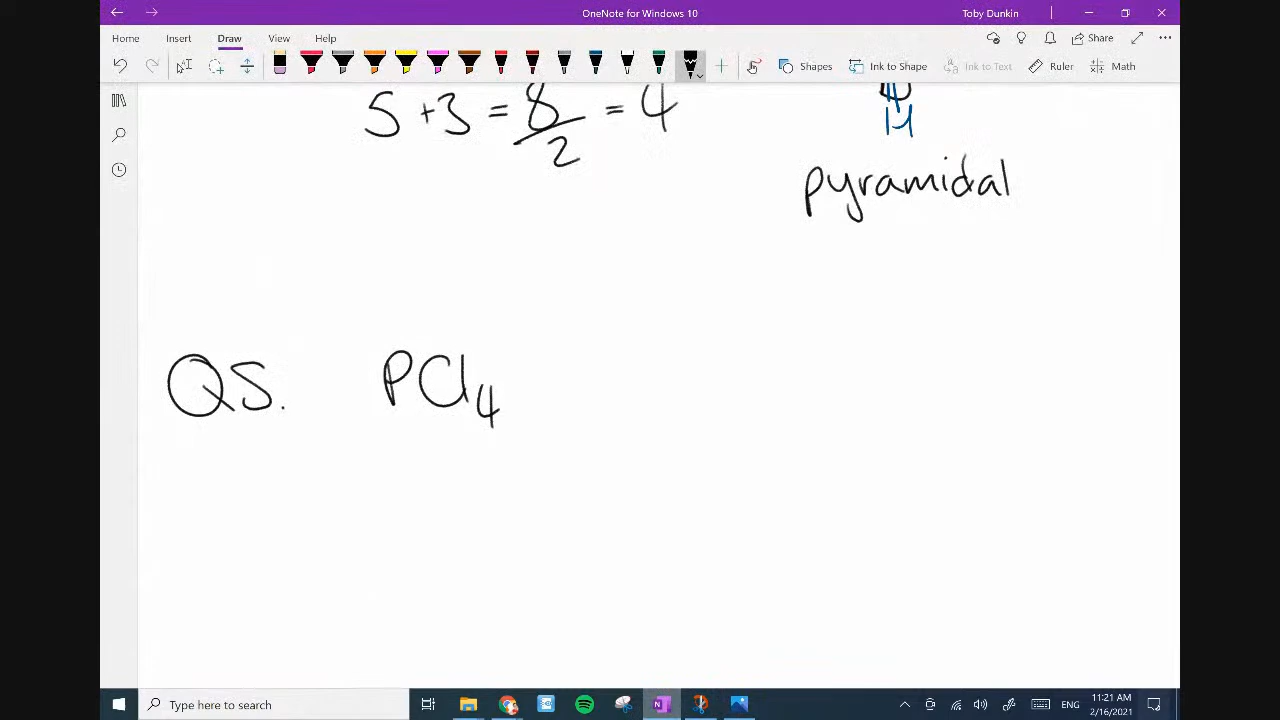 OneNote for Windows 10
Toby Dunkin
Home Insert Draw View Help
Share
Shapes Ink to Shape Ink to Text Ruler Math
5 + 3 = 8/2 = 4
H
pyramidal
Q5. PCl₄
Type here to search
ENG
11:21 AM
2/16/2021